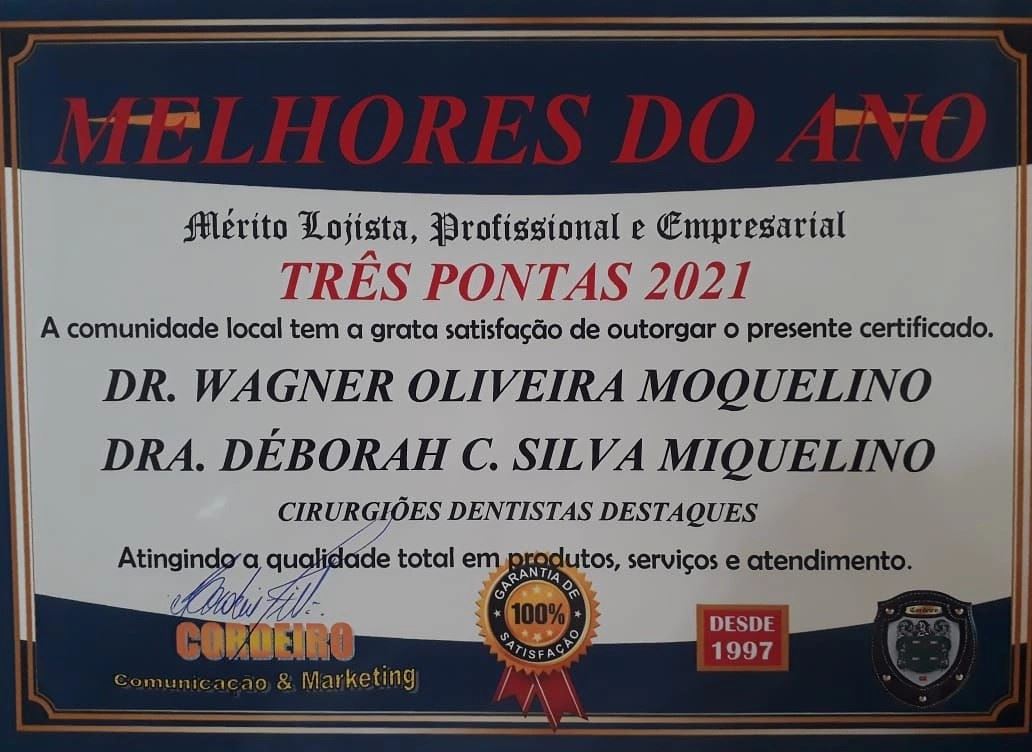 MELHORES DO ANO
Mérito Lojista, Profissional e Empresarial
TRÊS PONTAS 2021
A comunidade local tem a grata satisfação de outorgar o presente certificado.
DR. WAGNER OLIVEIRA MOQUELINO
DRA. DÉBORAH C. SILVA MIQUELINO
CIRURGIÕES DENTISTAS DESTAQUES
Atingindo a qualidade total em produtos, serviços e atendimento.
CORDEIRO
Comunicação & Marketing
GARANTIA DE
100%
SATISFAÇÃO
DESDE
1997
Cordeiro